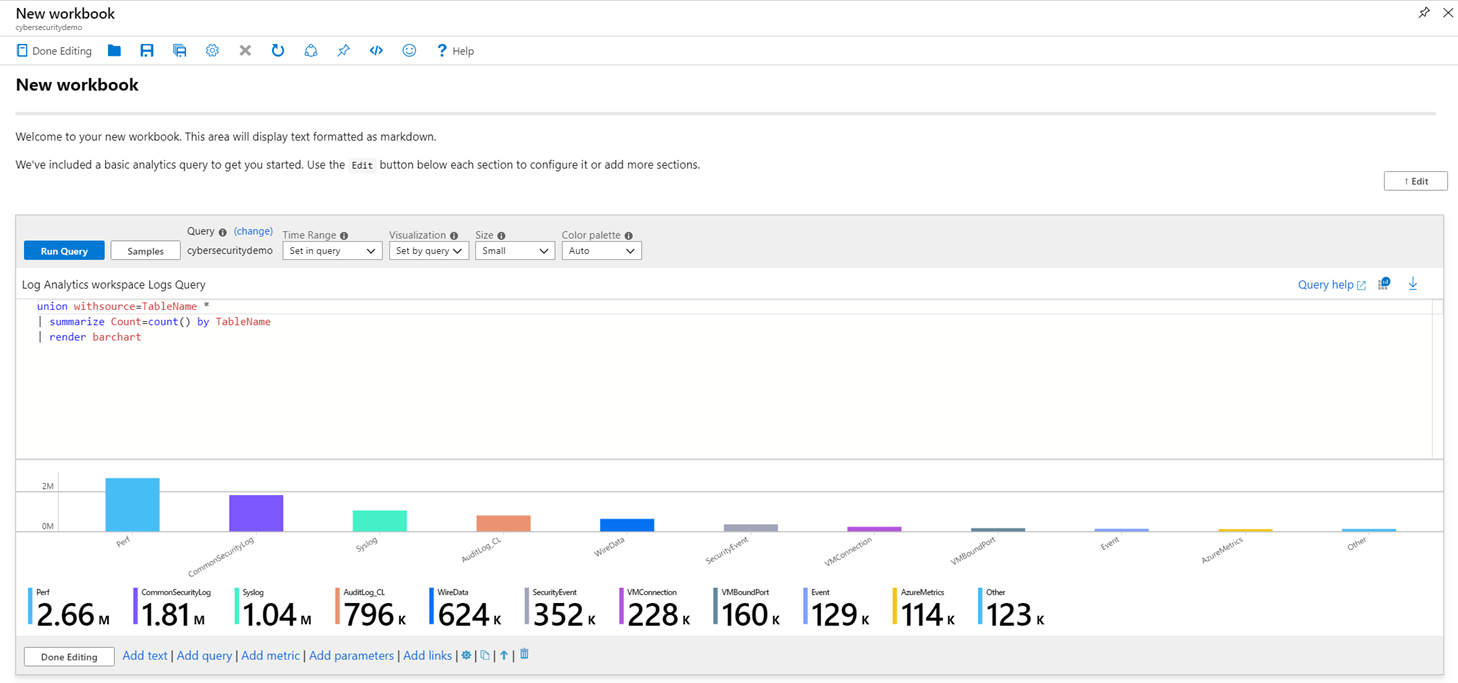 New workbook
cybersecuritydemo
Done Editing
? Help
New workbook
Welcome to your new workbook. This area will display text formatted as markdown.
We've included a basic analytics query to get you started. Use the Edit button below each section to configure it or add more sections.
↑ Edit
Query (change) Time Range Visualization Size Color palette
Run Query Samples cybersecuritydemo Set in query Set by query Small Auto
Log Analytics workspace Logs Query Query help
union withsource=TableName *
| summarize Count=count() by TableName
| render barchart
2M
0M
Perf CommonSecurityLog Syslog AuditLog_CL WireData SecurityEvent VMConnection VMBoundPort Event AzureMetrics Other
Perf CommonSecurityLog Syslog AuditLog_CL WireData SecurityEvent VMConnection VMBoundPort Event AzureMetrics Other
2.66 M 1.81 M 1.04 M 796 K 624 K 352 K 228 K 160 K 129 K 114 K 123 K
Done Editing Add text | Add query | Add metric | Add parameters | Add links | | | |